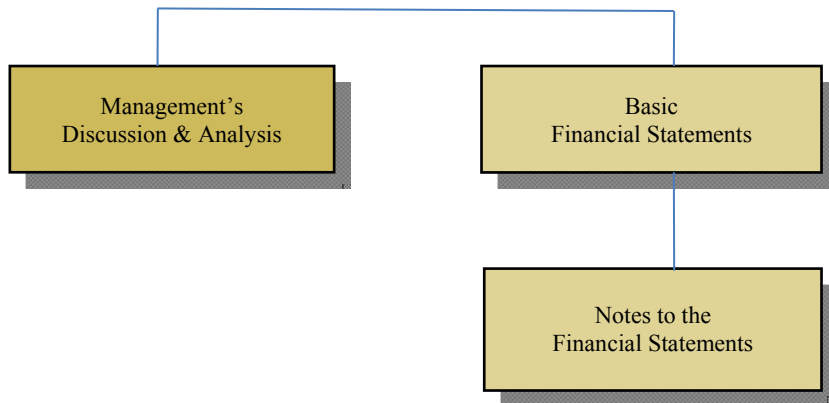 Management’s
Discussion & Analysis
Basic
Financial Statements
Notes to the
Financial Statements